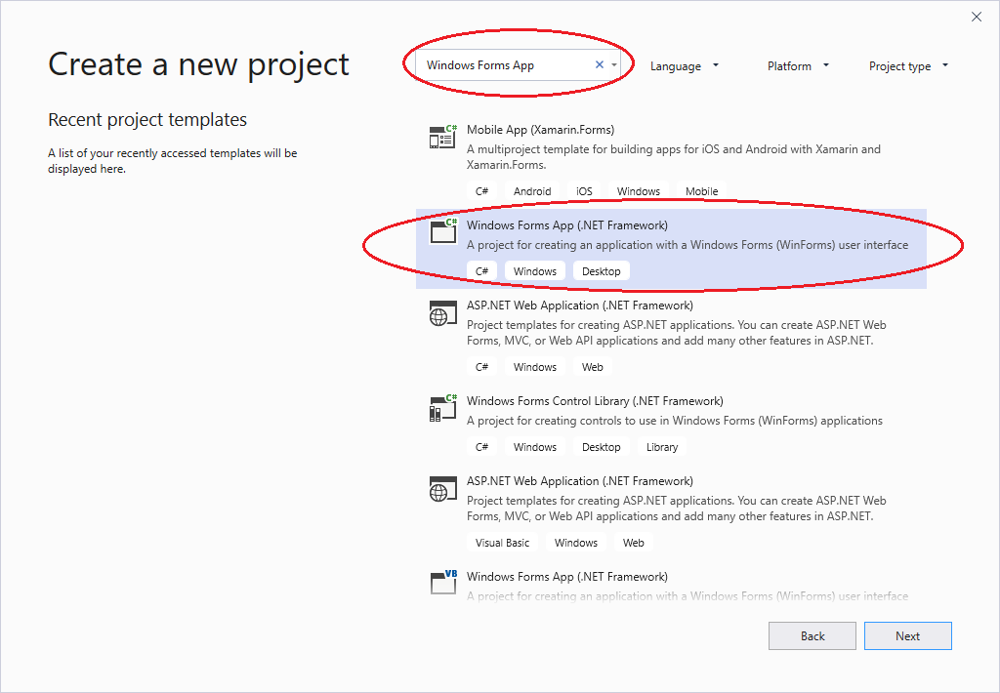 Create a new project
Windows Forms App
Language
Platform
Project type
Recent project templates
A list of your recently accessed templates will be
displayed here.
C#
Mobile App (Xamarin.Forms)
A multiproject template for building apps for iOS and Android with Xamarin and
Xamarin.Forms.
C# Android iOS Windows Mobile
C#
Windows Forms App (.NET Framework)
A project for creating an application with a Windows Forms (WinForms) user interface
C# Windows Desktop
ASP.NET Web Application (.NET Framework)
Project templates for creating ASP.NET applications. You can create ASP.NET Web
Forms, MVC, or Web API applications and add many other features in ASP.NET.
C# Windows Web
C#
Windows Forms Control Library (.NET Framework)
A project for creating controls to use in Windows Forms (WinForms) applications
C# Windows Desktop Library
ASP.NET Web Application (.NET Framework)
Project templates for creating ASP.NET applications. You can create ASP.NET Web
Forms, MVC, or Web API applications and add many other features in ASP.NET.
Visual Basic Windows Web
VB
Windows Forms App (.NET Framework)
A project for creating an application with a Windows Forms (WinForms) user interface
Back
Next